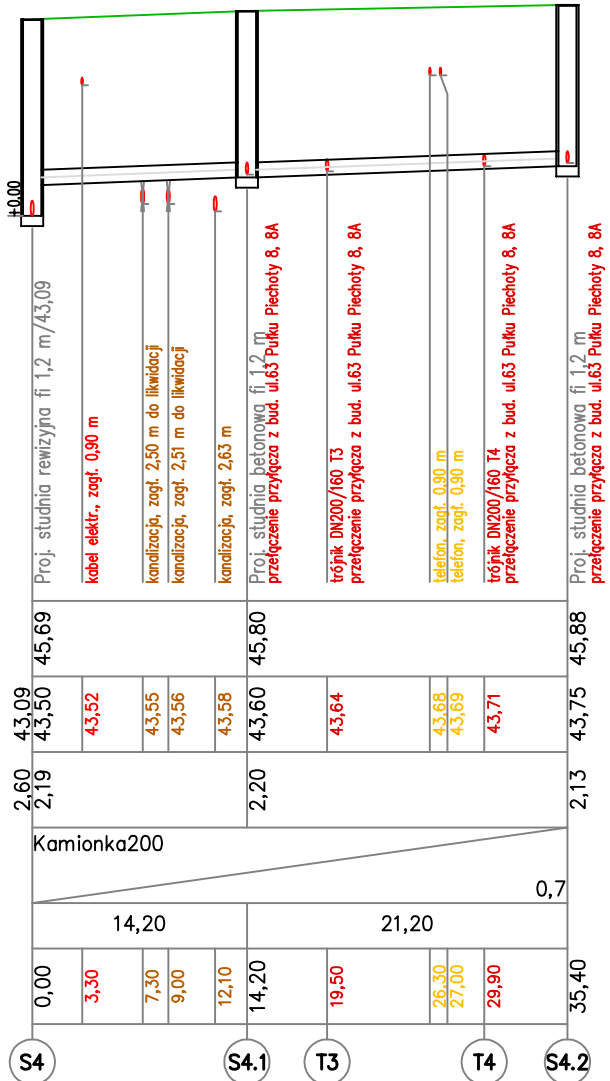 +0.00
Proj. studnia rewizyjna fi 1,2 m/43,09
kabel elektr., zagł. 0,90 m
kanalizacja, zagł. 2,50 m do likwidacji
kanalizacja, zagł. 2,51 m do likwidacji
kanalizacja, zagł. 2,63 m
Proj. studnia betonowa fi 1,2 m
przełączenie przyłącza z bud. ul.63 Pułku Piechoty 8, 8A
trójnik DN200/160 T3
przełączenie przyłącza z bud. ul.63 Pułku Piechoty 8, 8A
telefon, zagł. 0,90 m
telefon, zagł. 0,90 m
trójnik DN200/160 T4
przełączenie przyłącza z bud. ul.63 Pułku Piechoty 8, 8A
Proj. studnia betonowa fi 1,2 m
przełączenie przyłącza z bud. ul.63 Pułku Piechoty 8, 8A
45,69
45,80
45,88
43,09
43,50
43,52
43,55
43,56
43,58
43,60
43,64
43,68
43,69
43,71
43,75
2,60
2,19
2,20
2,13
Kamionka200
0,7
14,20
21,20
0,00
3,30
7,30
9,00
12,10
14,20
19,50
26,30
27,00
29,90
35,40
S4
S4.1
T3
T4
S4.2